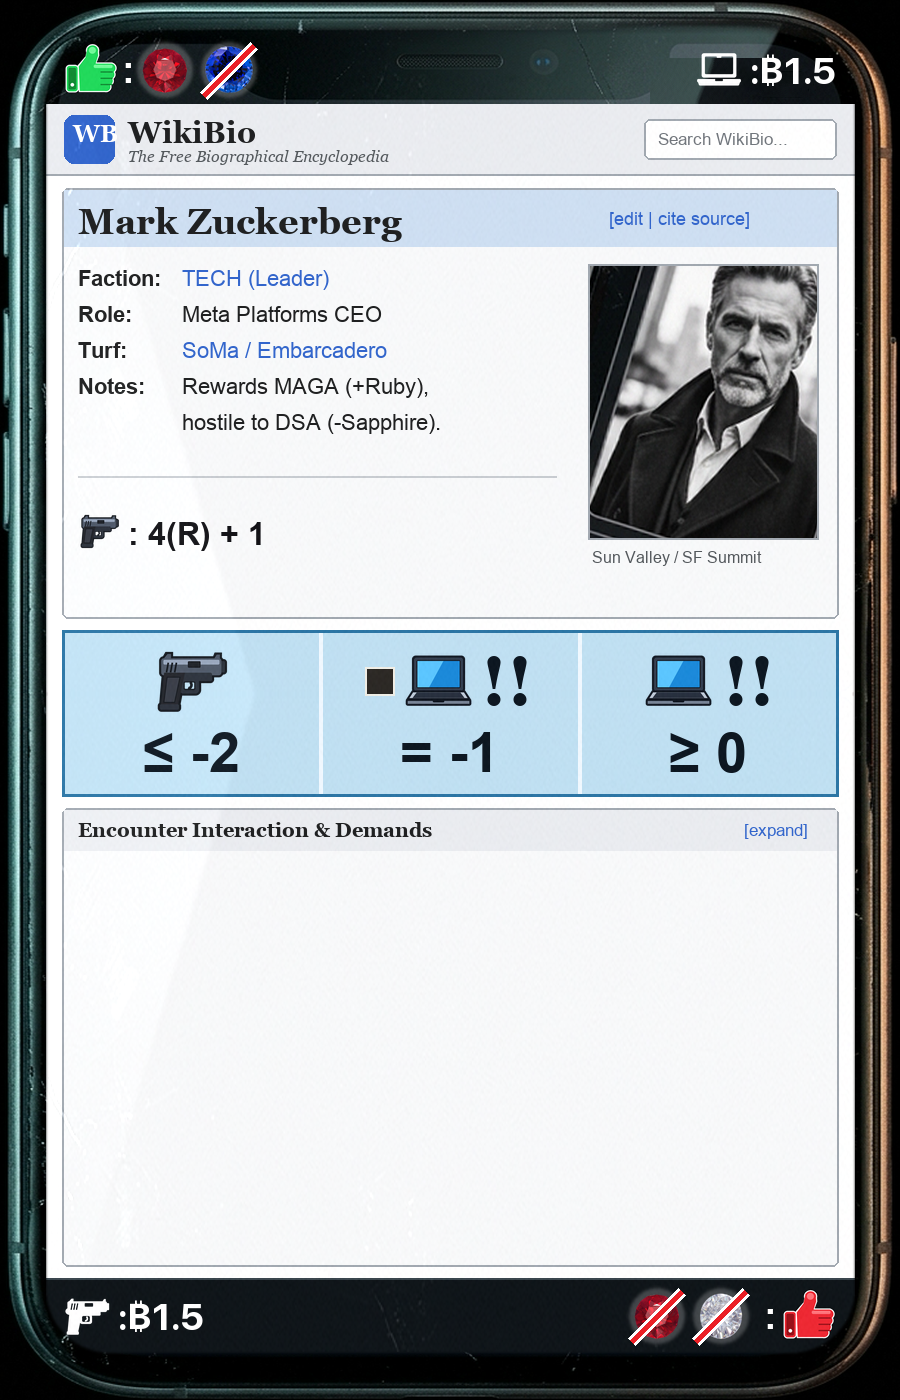 : :฿1.5
WB WikiBio
The Free Biographical Encyclopedia
Search WikiBio...
Mark Zuckerberg
[edit | cite source]
Faction: TECH (Leader)
Role: Meta Platforms CEO
Turf: SoMa / Embarcadero
Notes: Rewards MAGA (+Ruby),
hostile to DSA (-Sapphire).
: 4(R) + 1
Sun Valley / SF Summit
≤ -2
!!
= -1
!!
≥ 0
Encounter Interaction & Demands
[expand]
:฿1.5 :